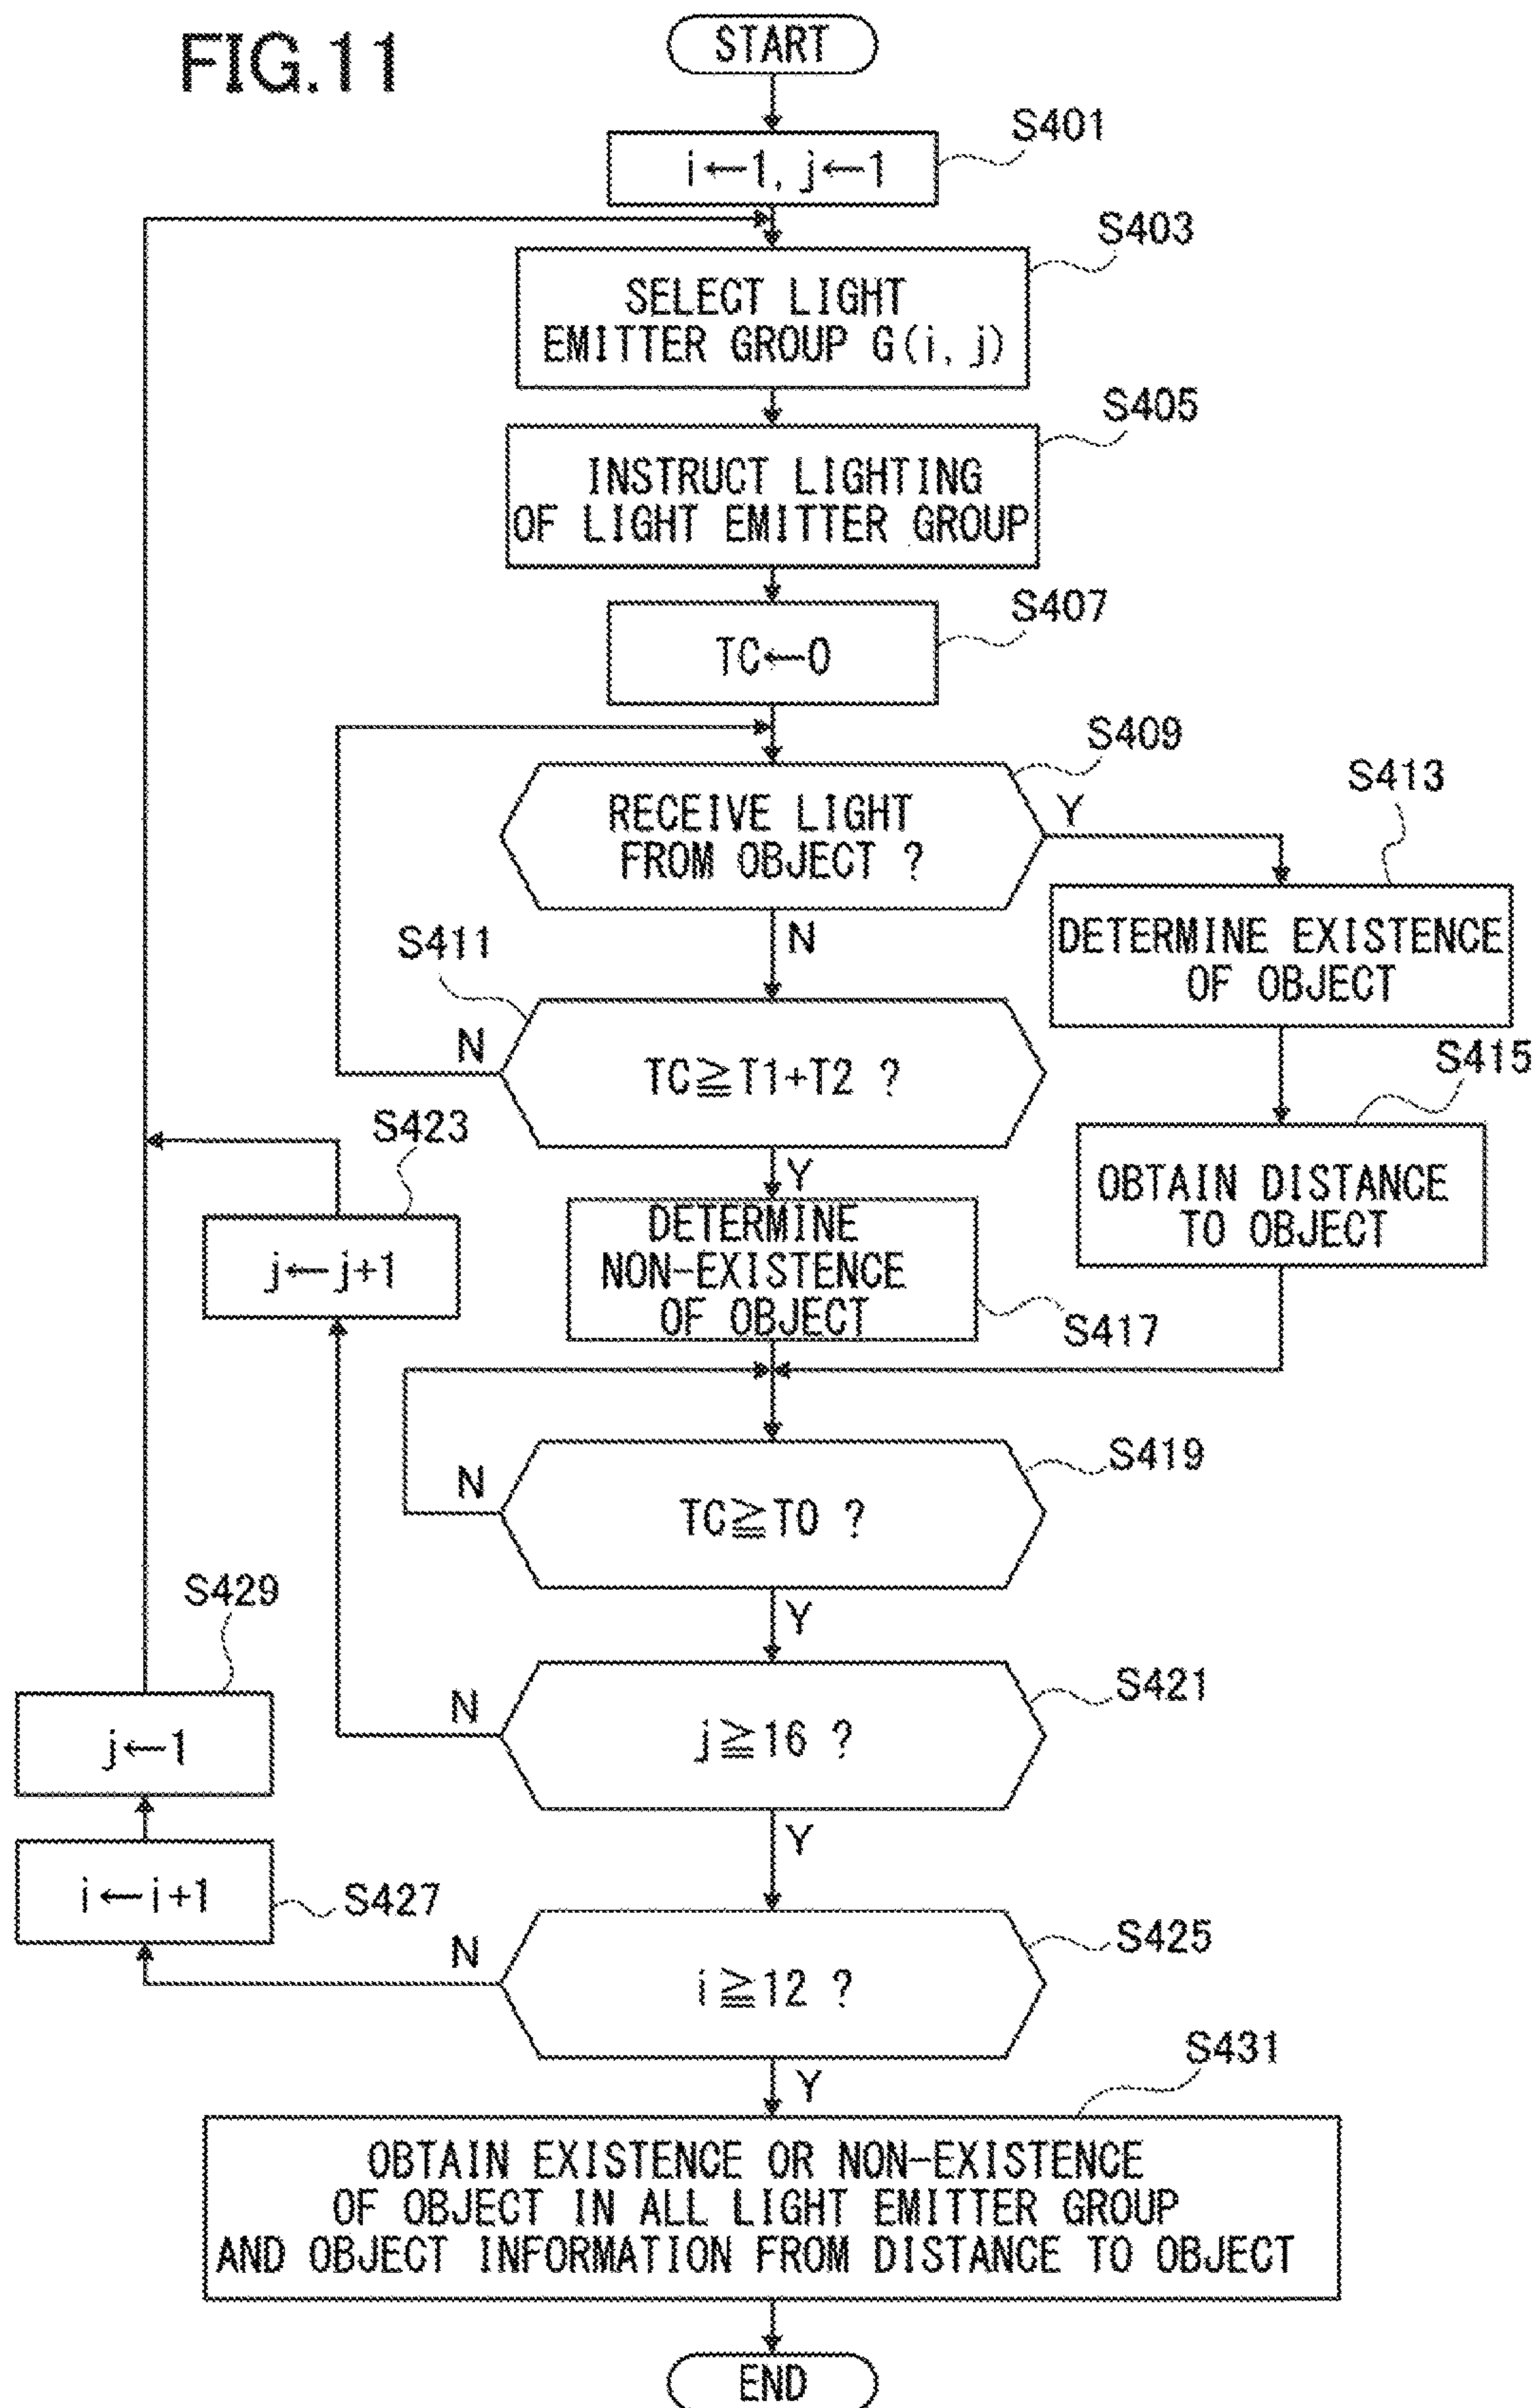 FIG.11
START
S401
i←1, j←1
S403
SELECT LIGHT
EMITTER GROUP G(i, j)
S405
INSTRUCT LIGHTING
OF LIGHT EMITTER GROUP
S407
TC←0
S409
RECEIVE LIGHT
FROM OBJECT ?
Y
N
S413
DETERMINE EXISTENCE
OF OBJECT
S411
TC≧T1+T2 ?
N
Y
S415
OBTAIN DISTANCE
TO OBJECT
S423
j←j+1
DETERMINE
NON-EXISTENCE
OF OBJECT
S417
S419
TC≧T0 ?
N
Y
S429
j←1
S421
j≧16 ?
N
Y
i←i+1
S427
S425
i≧12 ?
N
Y
S431
OBTAIN EXISTENCE OR NON-EXISTENCE
OF OBJECT IN ALL LIGHT EMITTER GROUP
AND OBJECT INFORMATION FROM DISTANCE TO OBJECT
END